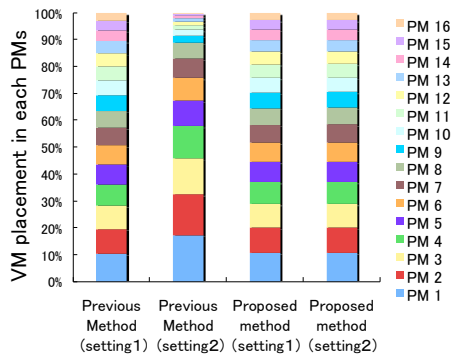 VM placement in each PMs
100%
90%
80%
70%
60%
50%
40%
30%
20%
10%
0%
Previous
Method
(setting1)
Previous
Method
(setting2)
Proposed
method
(setting1)
Proposed
method
(setting2)
PM 16
PM 15
PM 14
PM 13
PM 12
PM 11
PM 10
PM 9
PM 8
PM 7
PM 6
PM 5
PM 4
PM 3
PM 2
PM 1